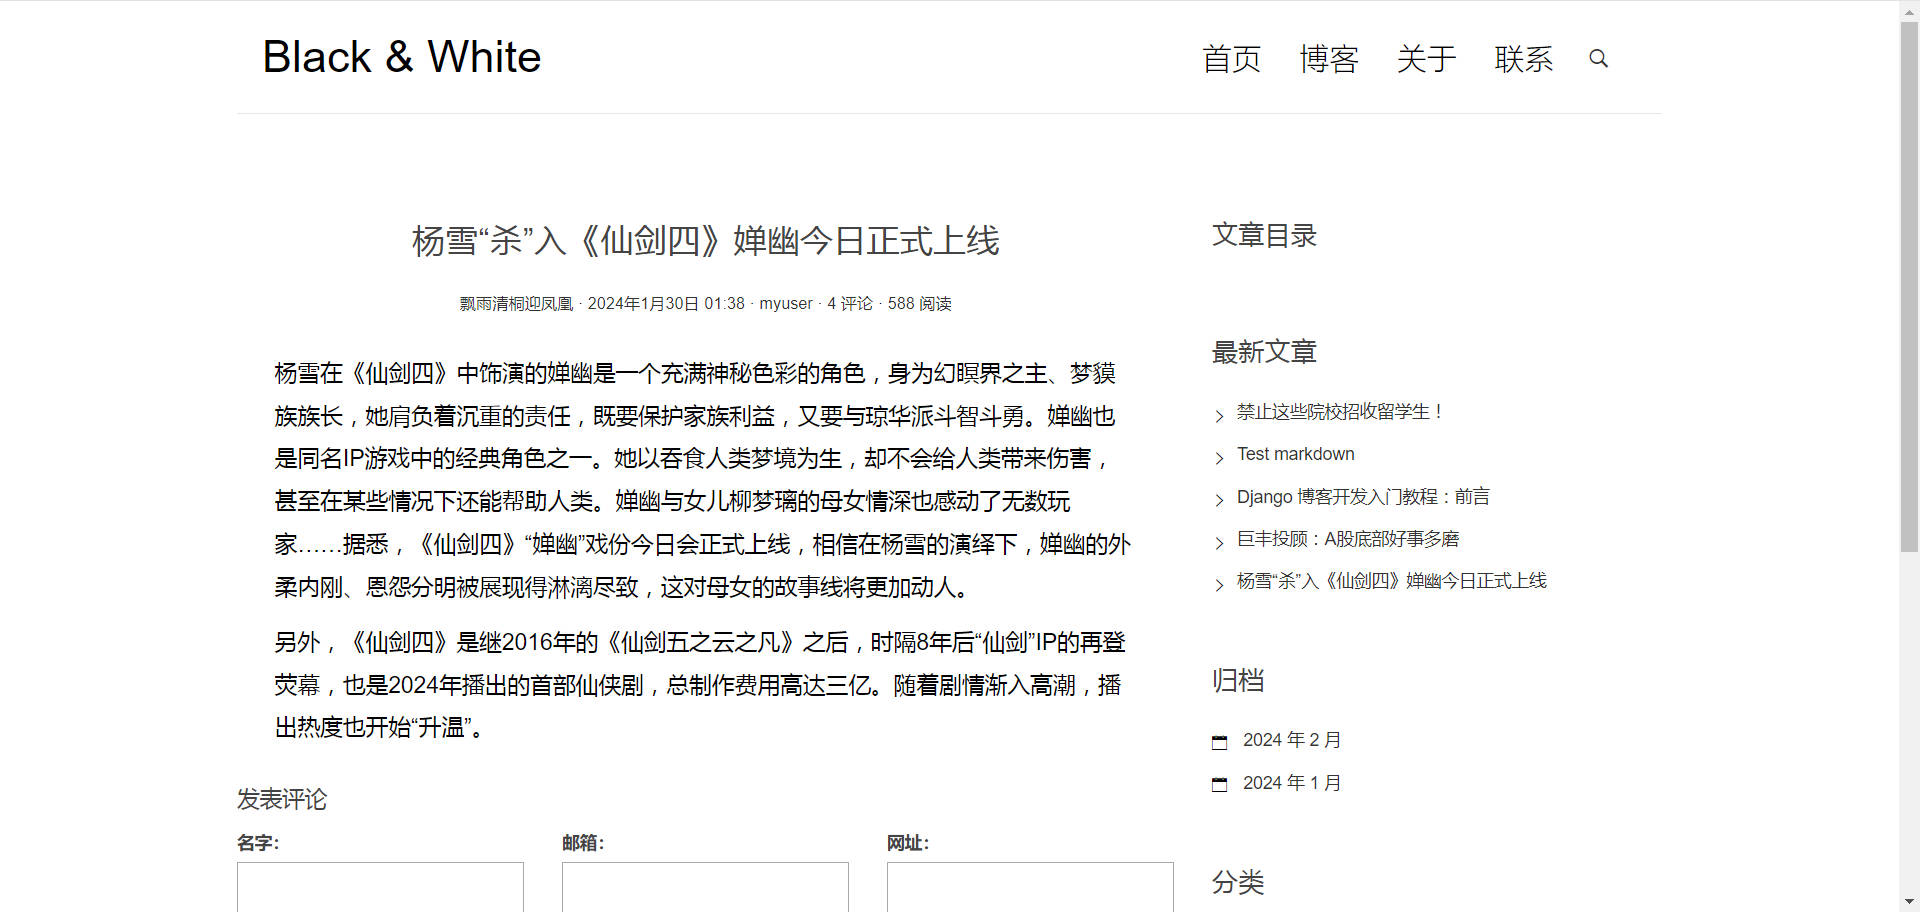 Black & White
首页 博客 关于 联系
杨雪“杀”入《仙剑四》婵幽今日正式上线
飘雨清桐迎凤凰 · 2024年1月30日 01:38 · myuser · 4 评论 · 588 阅读
杨雪在《仙剑四》中饰演的婵幽是一个充满神秘色彩的角色，身为幻暝界之主、梦貘
族族长，她肩负着沉重的责任，既要保护家族利益，又要与琼华派斗智斗勇。婵幽也
是同名IP游戏中的经典角色之一。她以吞食人类梦境为生，却不会给人类带来伤害，
甚至在某些情况下还能帮助人类。婵幽与女儿柳梦璃的母女情深也感动了无数玩
家……据悉，《仙剑四》“婵幽”戏份今日会正式上线，相信在杨雪的演绎下，婵幽的外
柔内刚、恩怨分明被展现得淋漓尽致，这对母女的故事线将更加动人。
另外，《仙剑四》是继2016年的《仙剑五之云之凡》之后，时隔8年后“仙剑”IP的再登
荧幕，也是2024年播出的首部仙侠剧，总制作费用高达三亿。随着剧情渐入高潮，播
出热度也开始“升温”。
发表评论
名字：
邮箱：
网址：
文章目录
最新文章
禁止这些院校招收留学生！
Test markdown
Django 博客开发入门教程：前言
巨丰投顾：A股底部好事多磨
杨雪“杀”入《仙剑四》婵幽今日正式上线
归档
2024 年 2 月
2024 年 1 月
分类